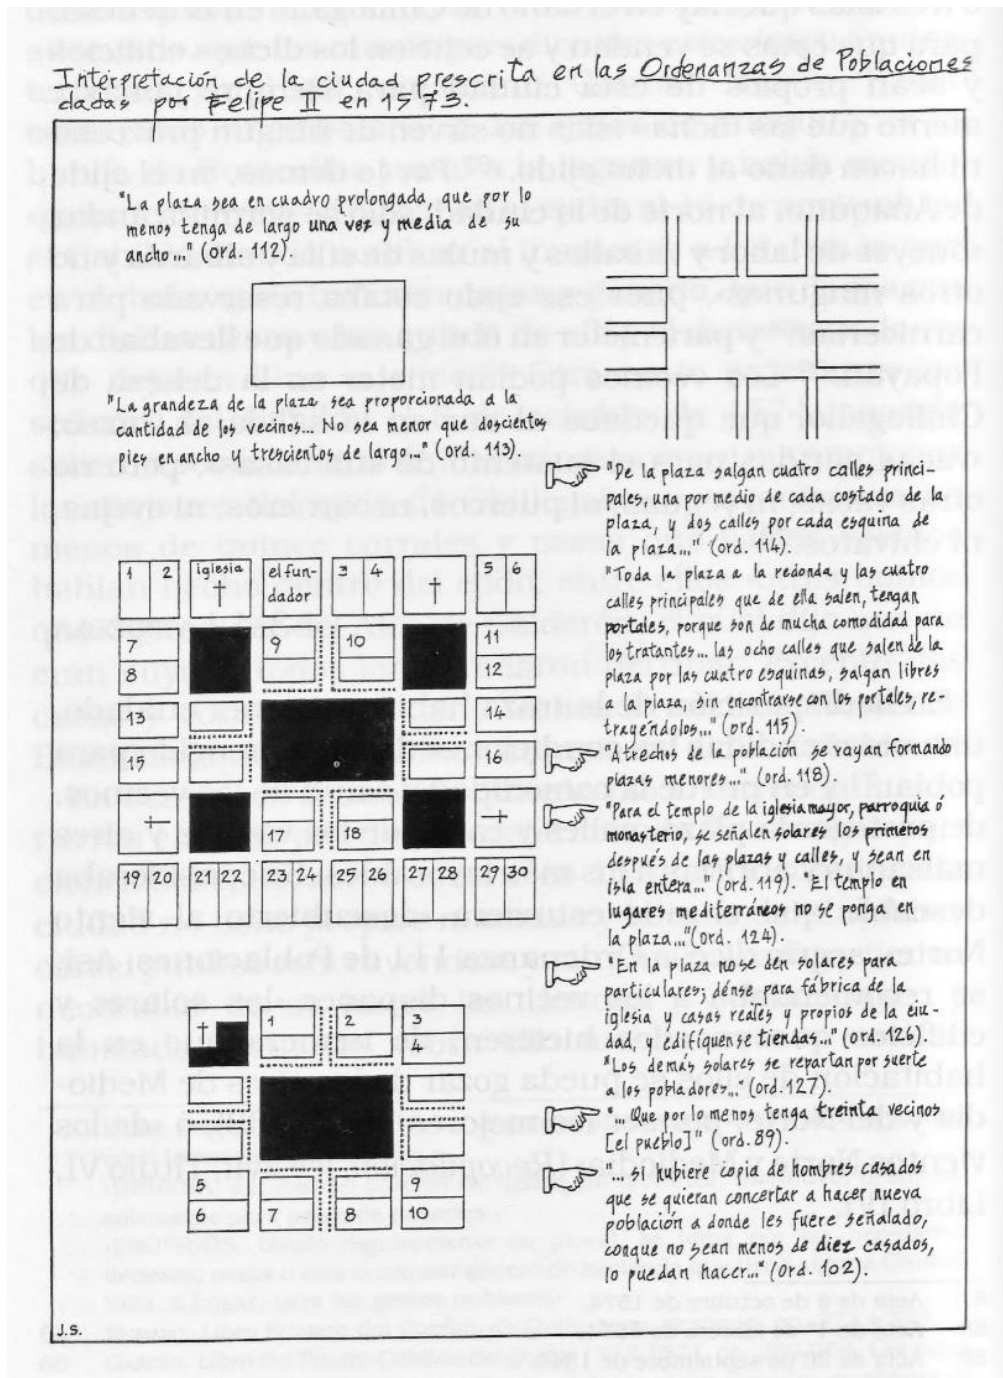 Interpretación de la ciudad prescrita en las Ordenanzas de Poblaciones
dadas por Felipe II en 1573.
"La plaza sea en cuadro prolongada, que por lo
menos tenga de largo una vez y media de su
ancho..." (ord. 112).
"La grandeza de la plaza sea proporcionada a la
cantidad de los vecinos... No sea menor que doscientos
pies en ancho y trescientos de largo..." (ord. 113).
"De la plaza salgan cuatro calles princi-
pales, una por medio de cada costado de la
plaza, y dos calles por cada esquina de
la plaza..." (ord. 114).
"Toda la plaza a la redonda y las cuatro
calles principales que de ella salen, tengan
portales, porque son de mucha comodidad para
los tratantes... las ocho calles que salen de la
plaza por las cuatro esquinas, salgan libres
a la plaza, sin encontrarse con los portales, re-
trayéndolos..." (ord. 115).
"A trechos de la población se vayan formando
plazas menores..." (ord. 118).
"Para el templo de la iglesia mayor, parroquia ó
monasterio, se señalen solares los primeros
después de las plazas y calles, y sean en
isla entera..." (ord. 119). "El templo en
lugares mediterráneos no se ponga en
la plaza..." (ord. 124).
"En la plaza no se den solares para
particulares; dénse para fábrica de la
iglesia y casas reales y propios de la ciu-
dad, y edifíquense tiendas..." (ord. 126).
"Los demás solares se repartan por suerte
a los pobladores... (ord. 127).
"... Que por lo menos tenga treinta vecinos
[el pueblo]" (ord. 89).
"... si hubiere copia de hombres casados
que se quieran concertar a hacer nueva
población a donde les fuere señalado,
conque no sean menos de diez casados,
lo puedan hacer..." (ord. 102).
1 2 iglesia el fun-
dador 3 4 5 6
7 9 10 11
8 12
13 14
15 16
17 18
19 20 21 22 23 24 25 26 27 28 29 30
1 2 3
4
5 9
6 7 8 10
J.S.